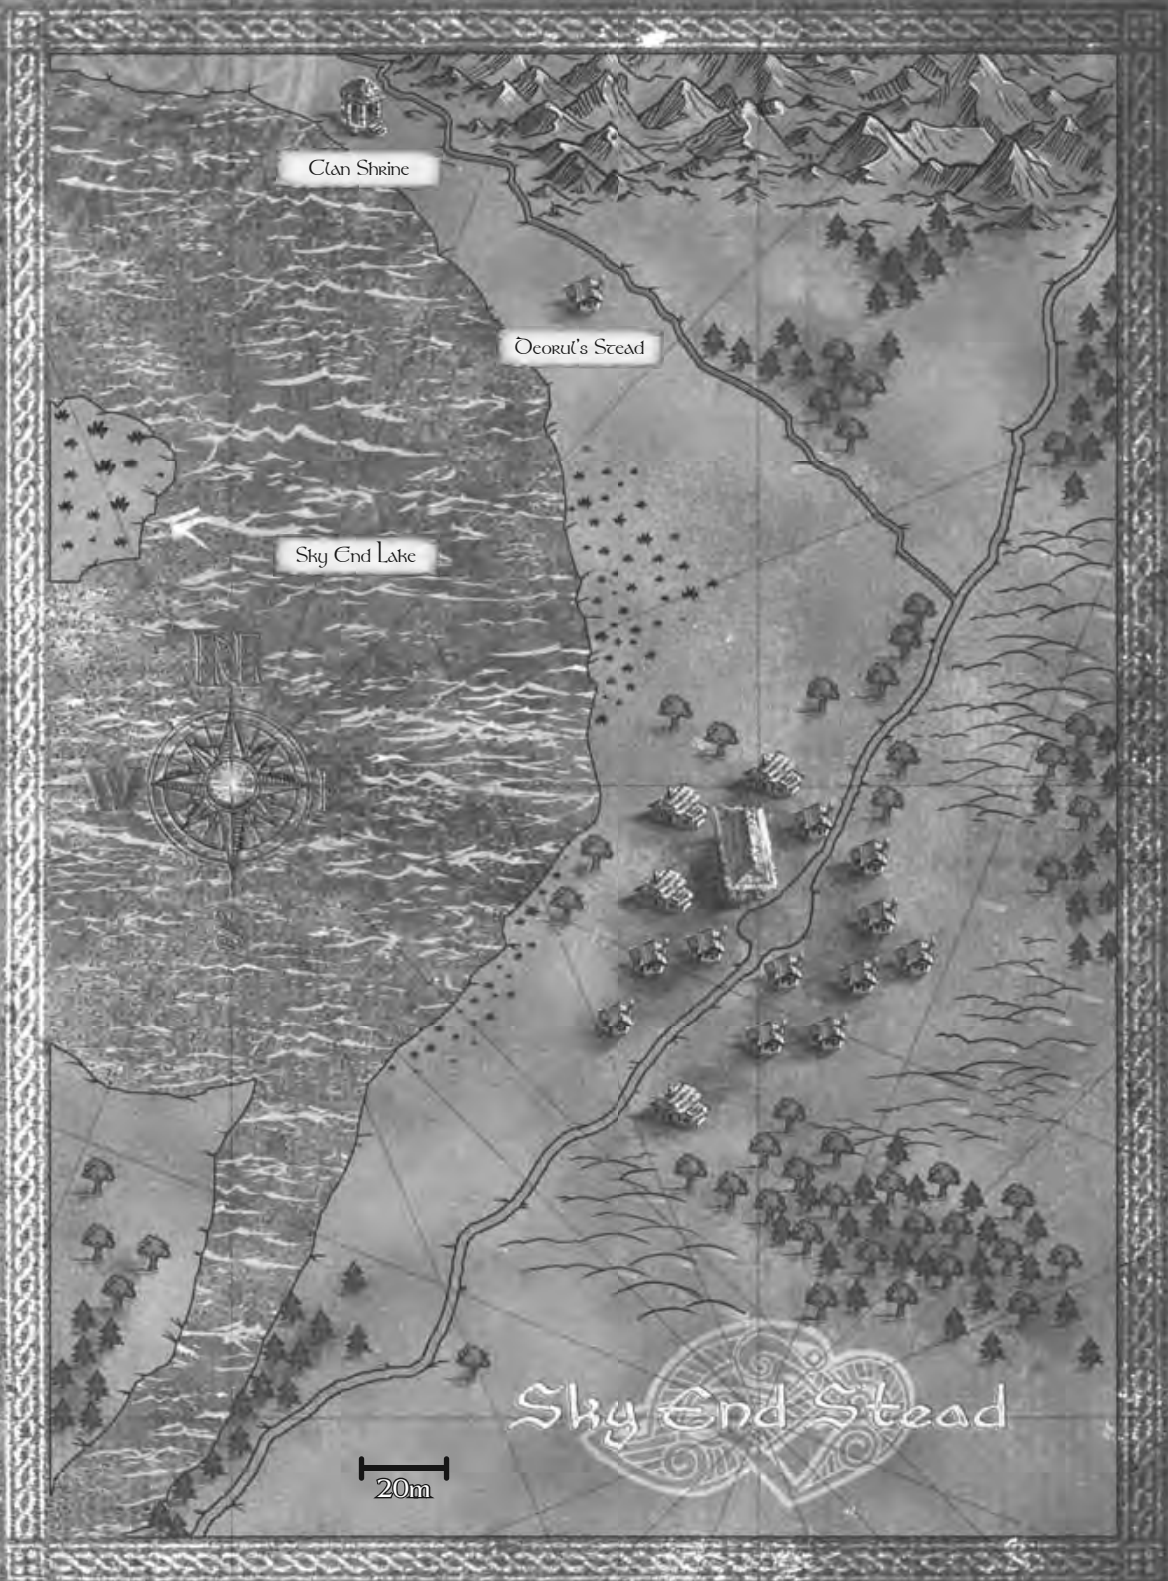 Clan Shrine
Deorul's Stead
Sky End Lake
N
W
S
Sky End Stead
20m